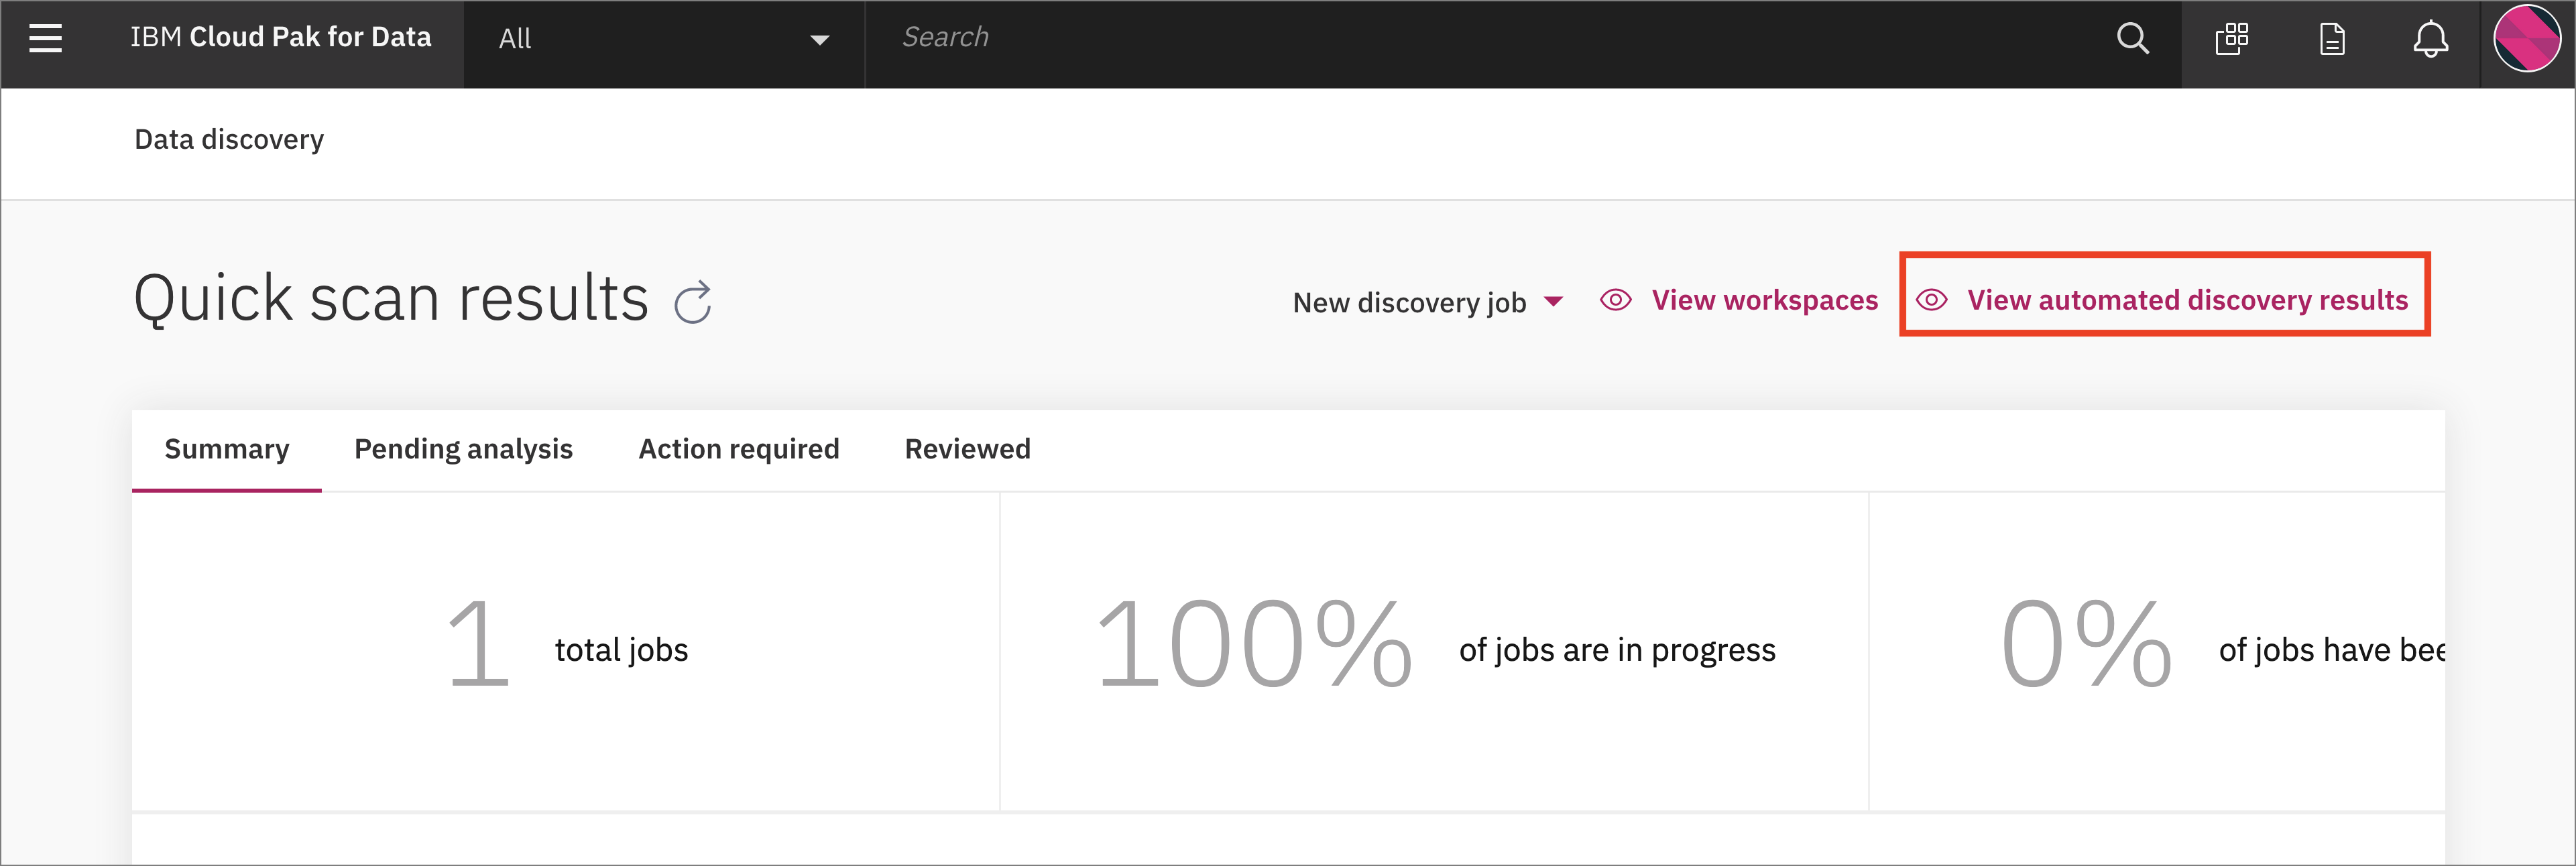 IBM Cloud Pak for Data
All
Search
Data discovery
Quick scan results
New discovery job
View workspaces
View automated discovery results
Summary
Pending analysis
Action required
Reviewed
1 total jobs
100% of jobs are in progress
0% of jobs have bee